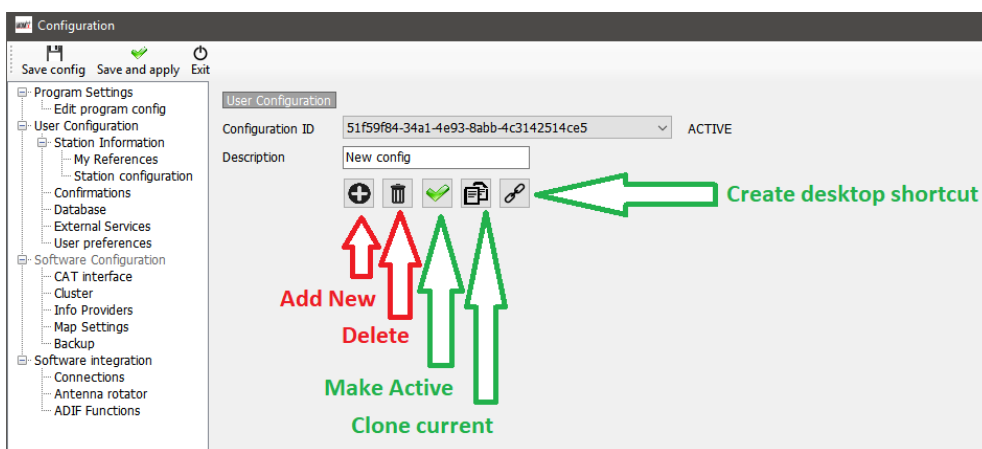 Configuration
Save config Save and apply Exit
Program Settings
Edit program config
User Configuration
Station Information
My References
Station configuration
Confirmations
Database
External Services
User preferences
Software Configuration
CAT interface
Cluster
Info Providers
Map Settings
Backup
Software integration
Connections
Antenna rotator
ADIF Functions
User Configuration
Configuration ID 51f59f84-34a1-4e93-8abb-4c3142514ce5 ACTIVE
Description New config
Create desktop shortcut
Add New
Delete
Make Active
Clone current